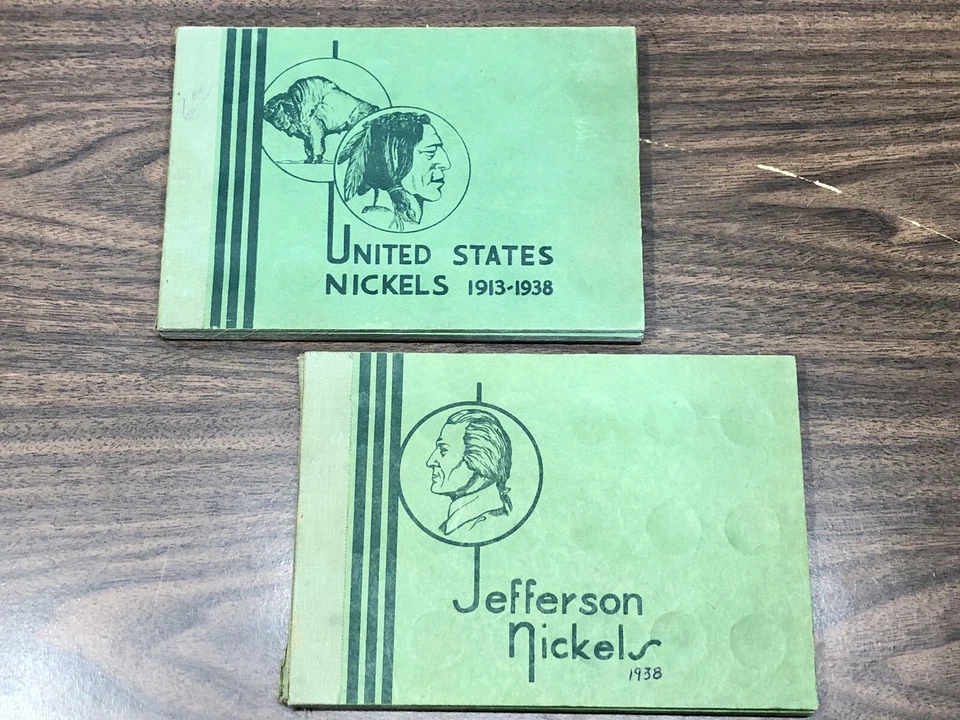 UNITED STATES
NICKELS 1913-1938
Jefferson
Nickels
1938